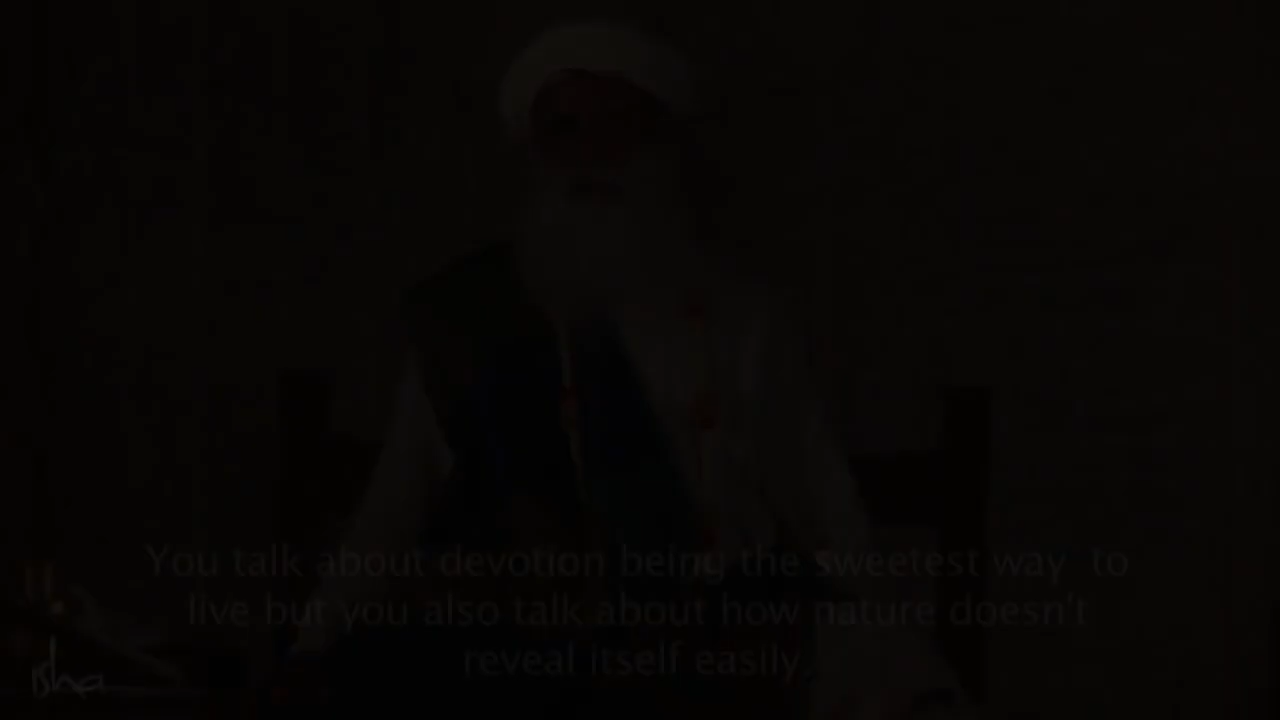 You talk about devotion being the sweetest way to
live but you also talk about how nature doesn't
reveal itself easily.
isha